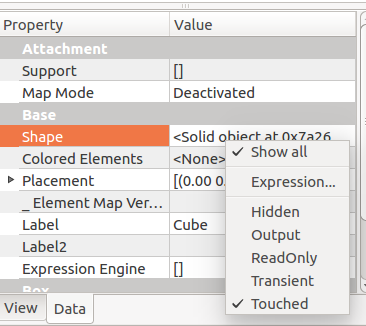 Property Value
Attachment
Support []
Map Mode Deactivated
Base
Shape <Solid object at 0x7a26
Colored Elements <None>
Placement [(0.00 0.
_ Element Map Ver...
Label Cube
Label2
Expression Engine []
Box
Show all
Expression...
Hidden
Output
ReadOnly
Transient
Touched
View Data